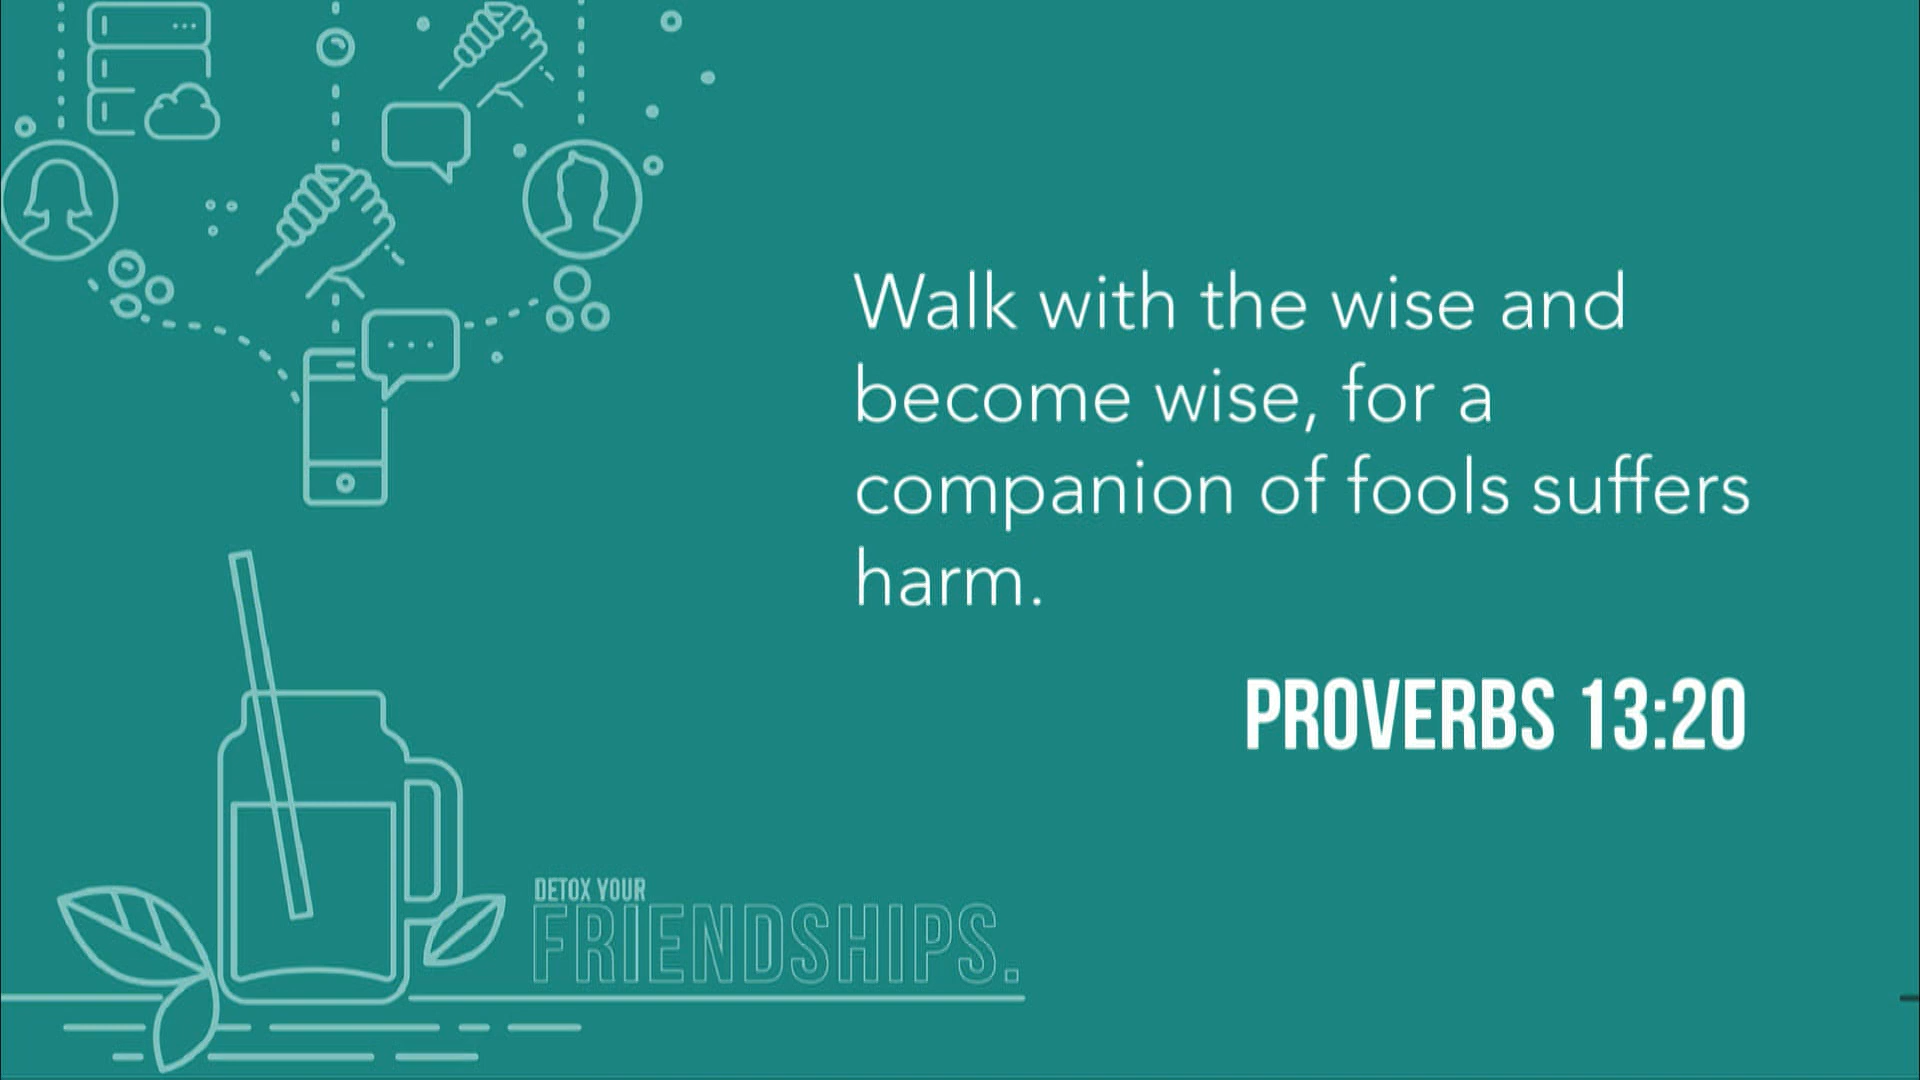 Walk with the wise and
become wise, for a
companion of fools suffers
harm.
PROVERBS 13:20
DETOX YOUR
FRIENDSHIPS.